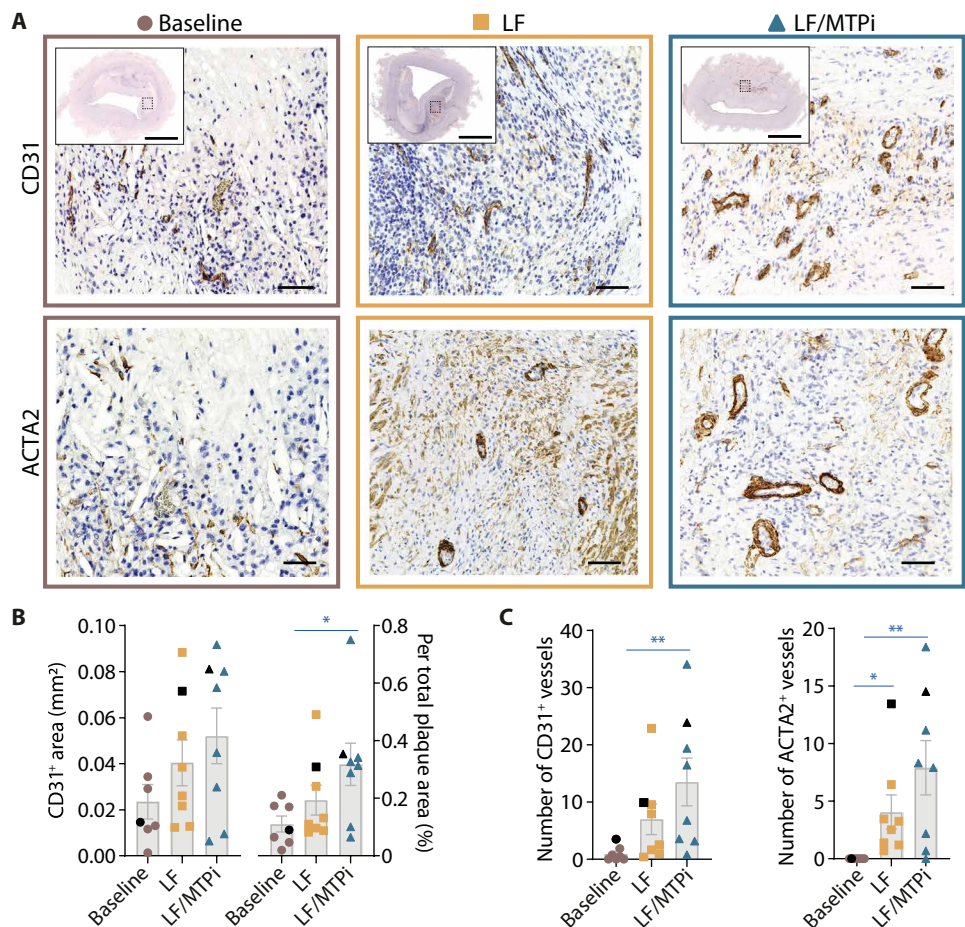 A
Baseline
LF
LF/MTPi
CD31
ACTA2
B
CD31⁺ area (mm²)
0.10
0.08
0.06
0.04
0.02
0.00
*
0.8
0.6
0.4
0.2
0
Per total plaque area (%)
Baseline
LF
LF/MTPi
Baseline
LF
LF/MTPi
C
Number of CD31⁺ vessels
40
30
20
10
0
**
Baseline
LF
LF/MTPi
Number of ACTA2⁺ vessels
20
15
10
5
0
**
*
Baseline
LF
LF/MTPi